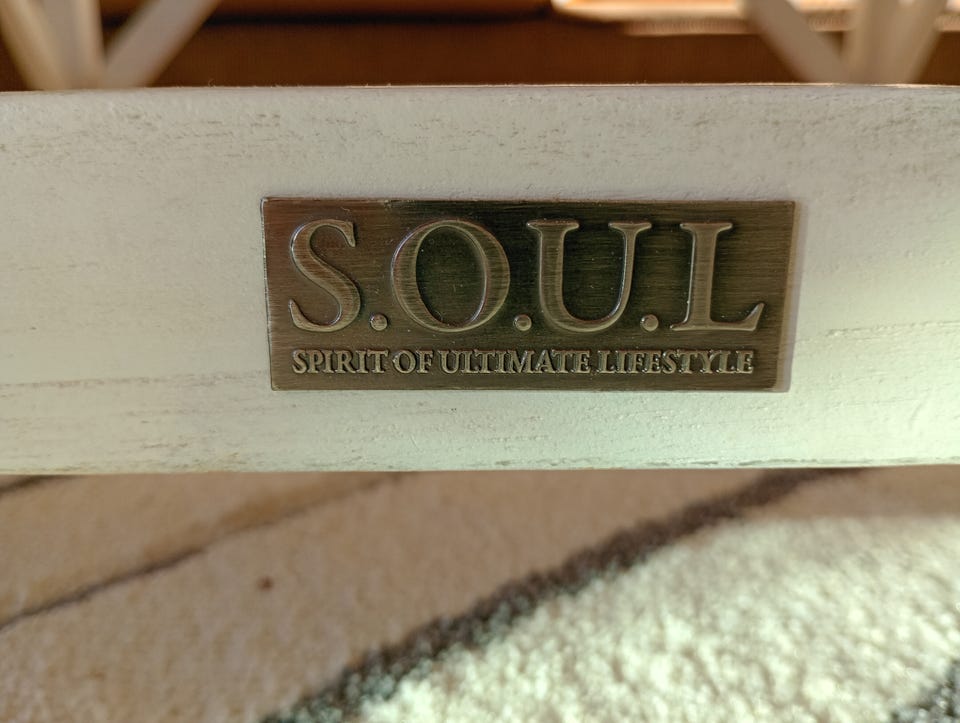 S.O.U.L
SPIRIT OF ULTIMATE LIFESTYLE